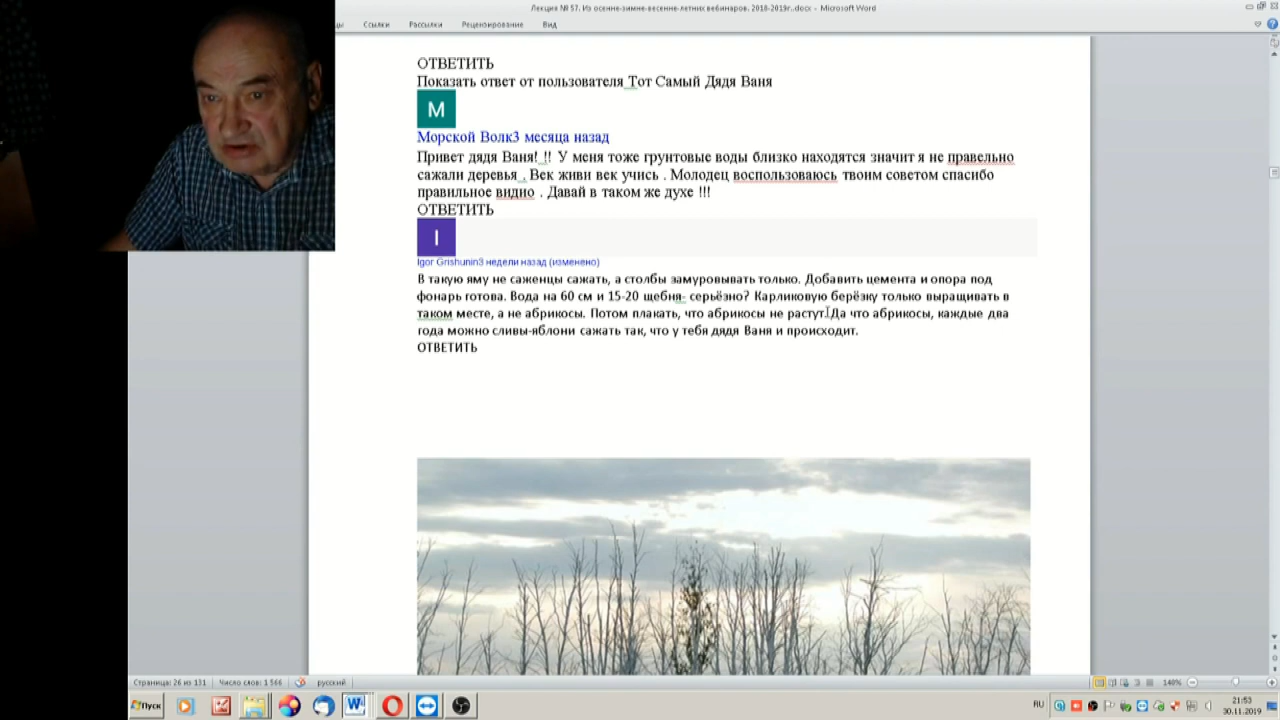 Лекция № 57. Из осенне-зимне-весенне-летних вебинаров. 2018-2019г..docx - Microsoft Word
Ссылки Рассылки Рецензирование Вид
ОТВЕТИТЬ
Показать ответ от пользователя Тот Самый Дядя Ваня
М
Морской Волк3 месяца назад
Привет дядя Ваня! !! У меня тоже грунтовые воды близко находятся значит я не правельно
сажали деревья . Век живи век учись . Молодец воспользоваюсь твоим советом спасибо
правильное видно . Давай в таком же духе !!!
ОТВЕТИТЬ
I
Igor Grishunin3 недели назад (изменено)
В такую яму не саженцы сажать, а столбы замуровывать только. Добавить цемента и опора под
фонарь готова. Вода на 60 см и 15-20 щебня- серьёзно? Карликовую берёзку только выращивать в
таком месте, а не абрикосы. Потом плакать, что абрикосы не растут.Да что абрикосы, каждые два
года можно сливы-яблони сажать так, что у тебя дядя Ваня и происходит.
ОТВЕТИТЬ
Страница: 26 из 131 Число слов: 1 566 русский 140%
Пуск RU 21:53
30.11.2019